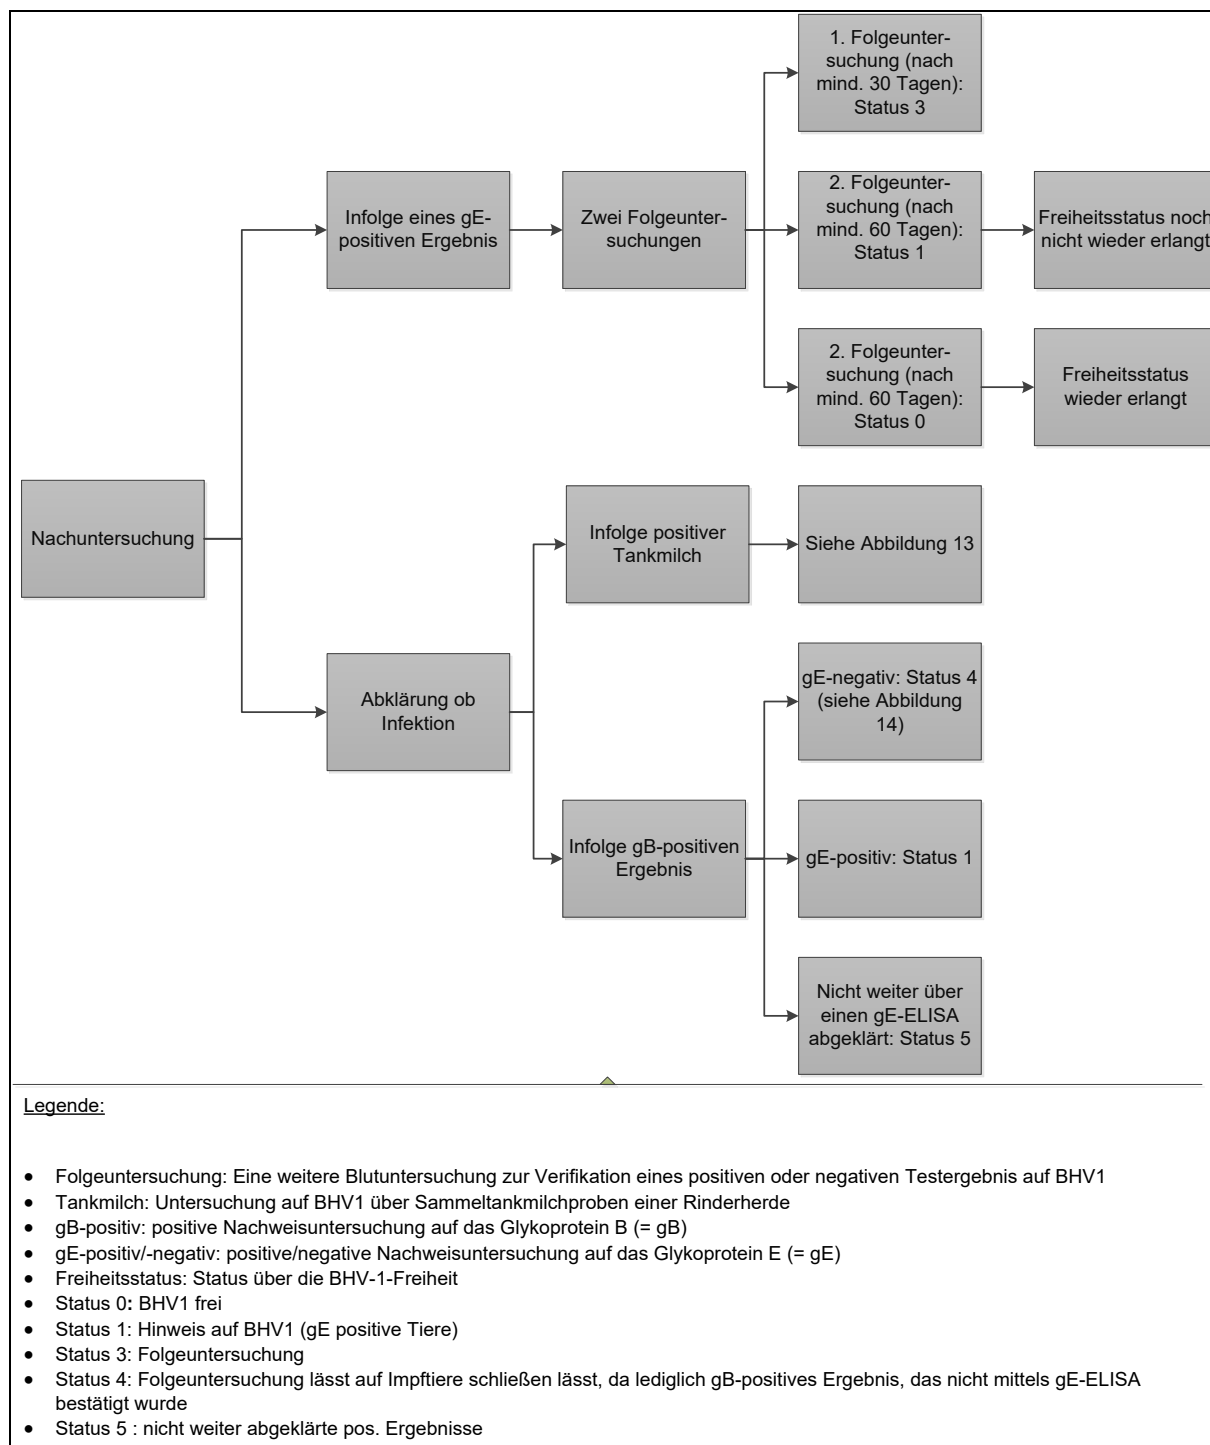 1. Folgeunter-
suchung (nach
mind. 30 Tagen):
Status 3
Infolge eines gE-
positiven Ergebnis
Zwei Folgeunter-
suchungen
2. Folgeunter-
suchung (nach
mind. 60 Tagen):
Status 1
Freiheitsstatus noch
nicht wieder erlangt
2. Folgeunter-
suchung (nach
mind. 60 Tagen):
Status 0
Freiheitsstatus
wieder erlangt
Nachuntersuchung
Infolge positiver
Tankmilch
Siehe Abbildung 13
Abklärung ob
Infektion
gE-negativ: Status 4
(siehe Abbildung
14)
Infolge gB-positiven
Ergebnis
gE-positiv: Status 1
Nicht weiter über
einen gE-ELISA
abgeklärt: Status 5
Legende:
• Folgeuntersuchung: Eine weitere Blutuntersuchung zur Verifikation eines positiven oder negativen Testergebnis auf BHV1
• Tankmilch: Untersuchung auf BHV1 über Sammeltankmilchproben einer Rinderherde
• gB-positiv: positive Nachweisuntersuchung auf das Glykoprotein B (= gB)
• gE-positiv/-negativ: positive/negative Nachweisuntersuchung auf das Glykoprotein E (= gE)
• Freiheitsstatus: Status über die BHV-1-Freiheit
• Status 0: BHV1 frei
• Status 1: Hinweis auf BHV1 (gE positive Tiere)
• Status 3: Folgeuntersuchung
• Status 4: Folgeuntersuchung lässt auf Impftiere schließen lässt, da lediglich gB-positives Ergebnis, das nicht mittels gE-ELISA
bestätigt wurde
• Status 5 : nicht weiter abgeklärte pos. Ergebnisse